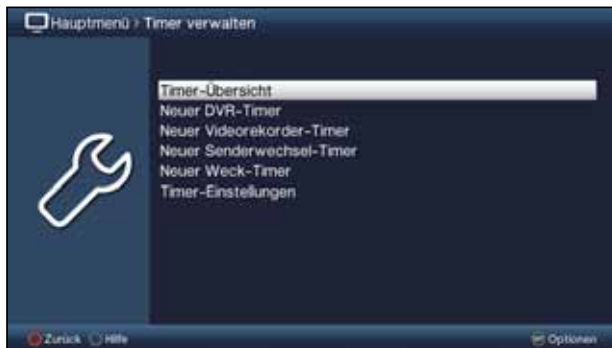 Hauptmenü › Timer verwalten
Timer-Übersicht
Neuer DVR-Timer
Neuer Videorekorder-Timer
Neuer Senderwechsel-Timer
Neuer Weck-Timer
Timer-Einstellungen
Zurück Hilfe Optionen